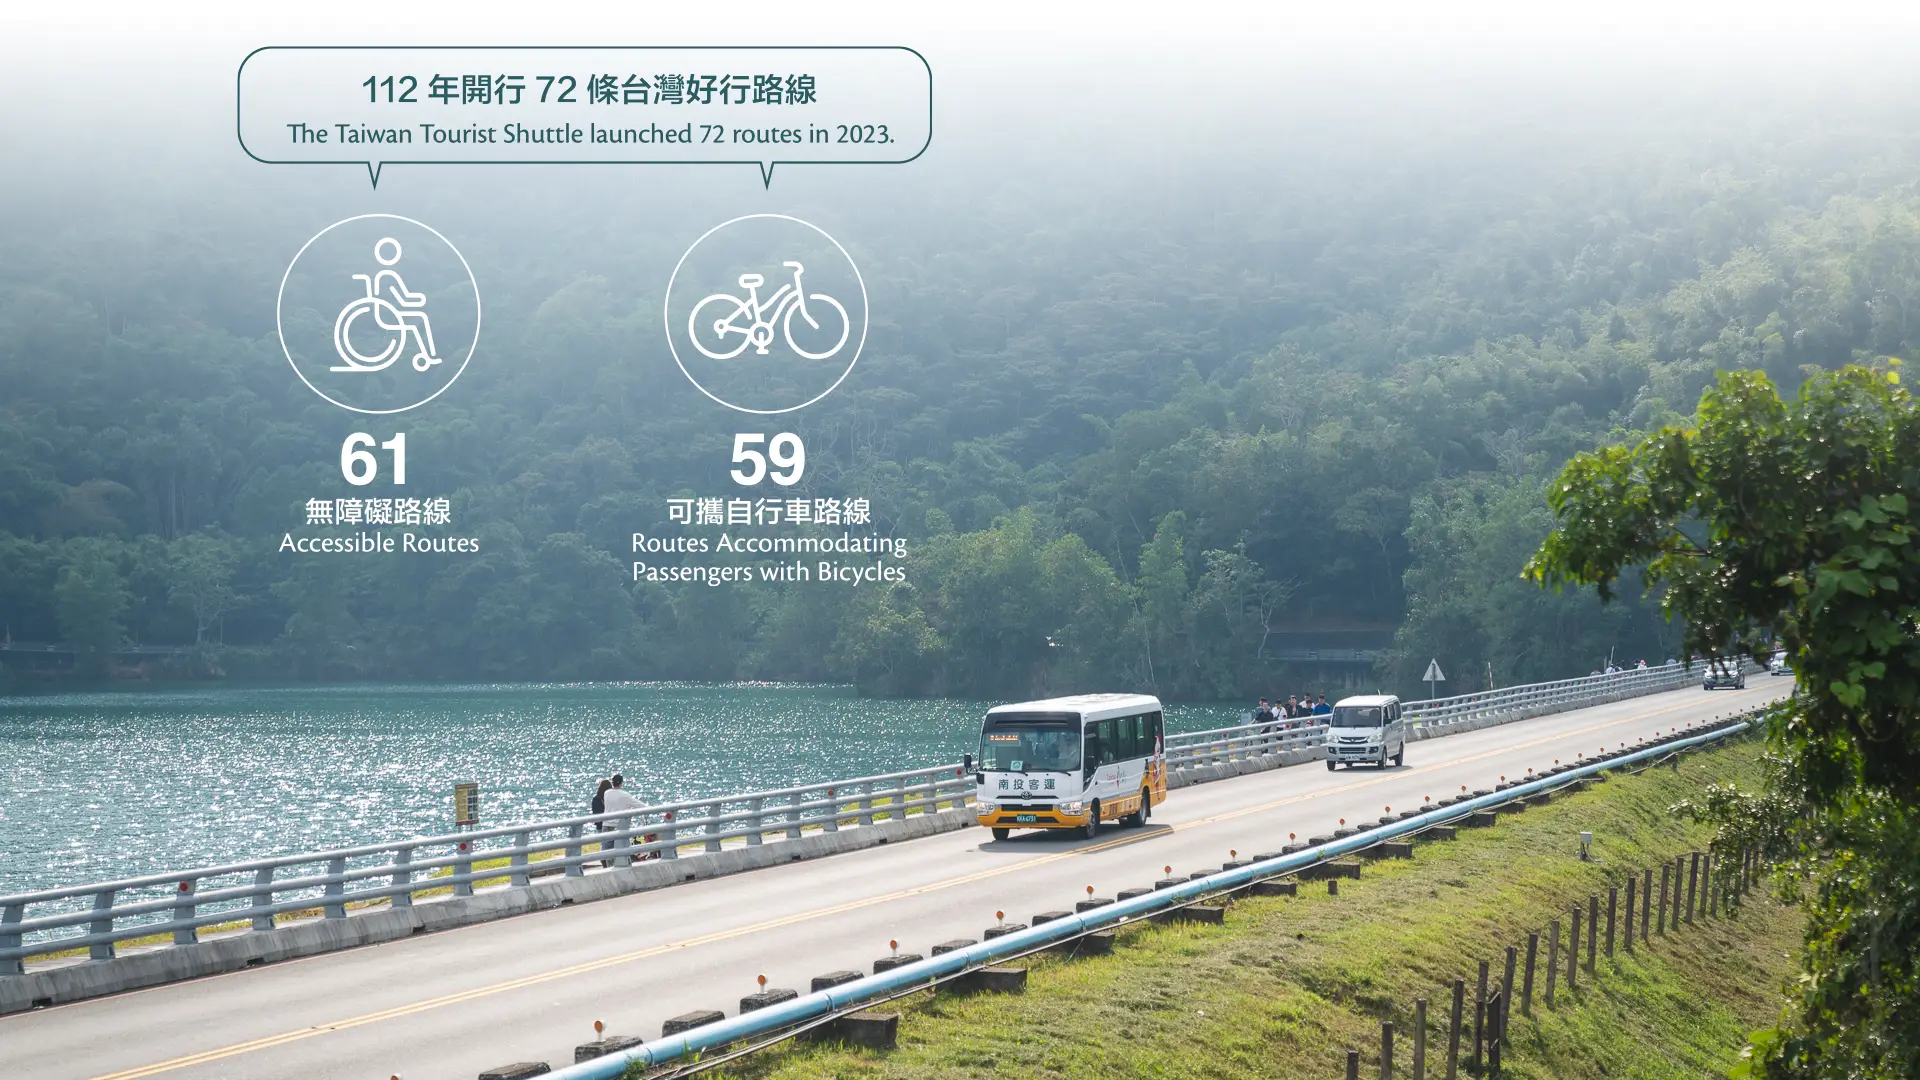 112 年開行 72 條台灣好行路線
The Taiwan Tourist Shuttle launched 72 routes in 2023.
61
無障礙路線
Accessible Routes
59
可攜自行車路線
Routes Accommodating
Passengers with Bicycles
南投客運